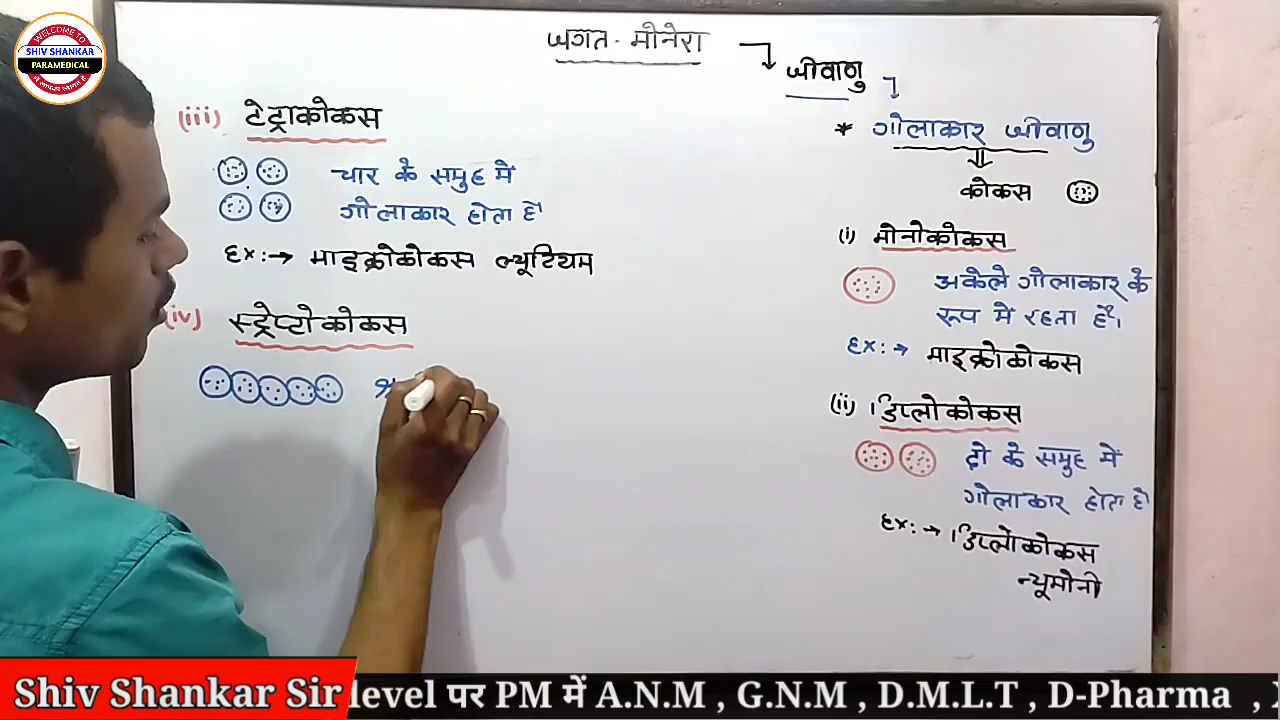 WELCOME TO
SHIV SHANKAR
PARAMEDICAL
जगत - मोनेरा
जीवाणु
* गोलाकार जीवाणु
कोकस
(i) मोनोकोकस
अकेले गोलाकार के
रूप में रहता है।
Ex: → माइक्रोकोकस
(ii) डिप्लोकोकस
दो के समुह में
गोलाकार होता है
Ex: → डिप्लोकोकस
न्यूमोनी
(iii) टेट्राकोकस
चार के समुह में
गोलाकार होता है
Ex: → माइक्रोकोकस ल्यूटियम
(iv) स्ट्रेप्टोकोकस
Shiv Shankar Sir level पर PM में A.N.M , G.N.M , D.M.L.T , D-Pharma ,